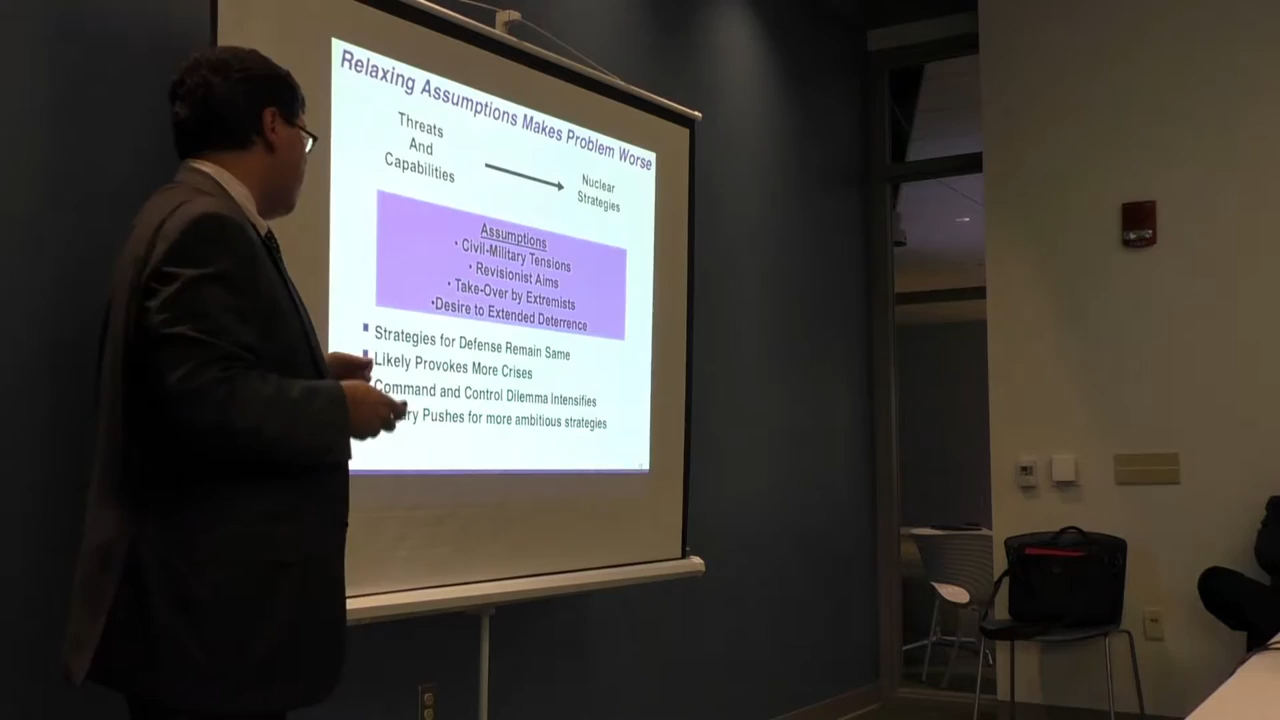 Relaxing Assumptions Makes Problem Worse
Threats
And
Capabilities
Nuclear
Strategies
Assumptions
• Civil-Military Tensions
• Revisionist Aims
• Take-Over by Extremists
•Desire to Extended Deterrence
Strategies for Defense Remain Same
Likely Provokes More Crises
Command and Control Dilemma Intensifies
Pushes for more ambitious strategies